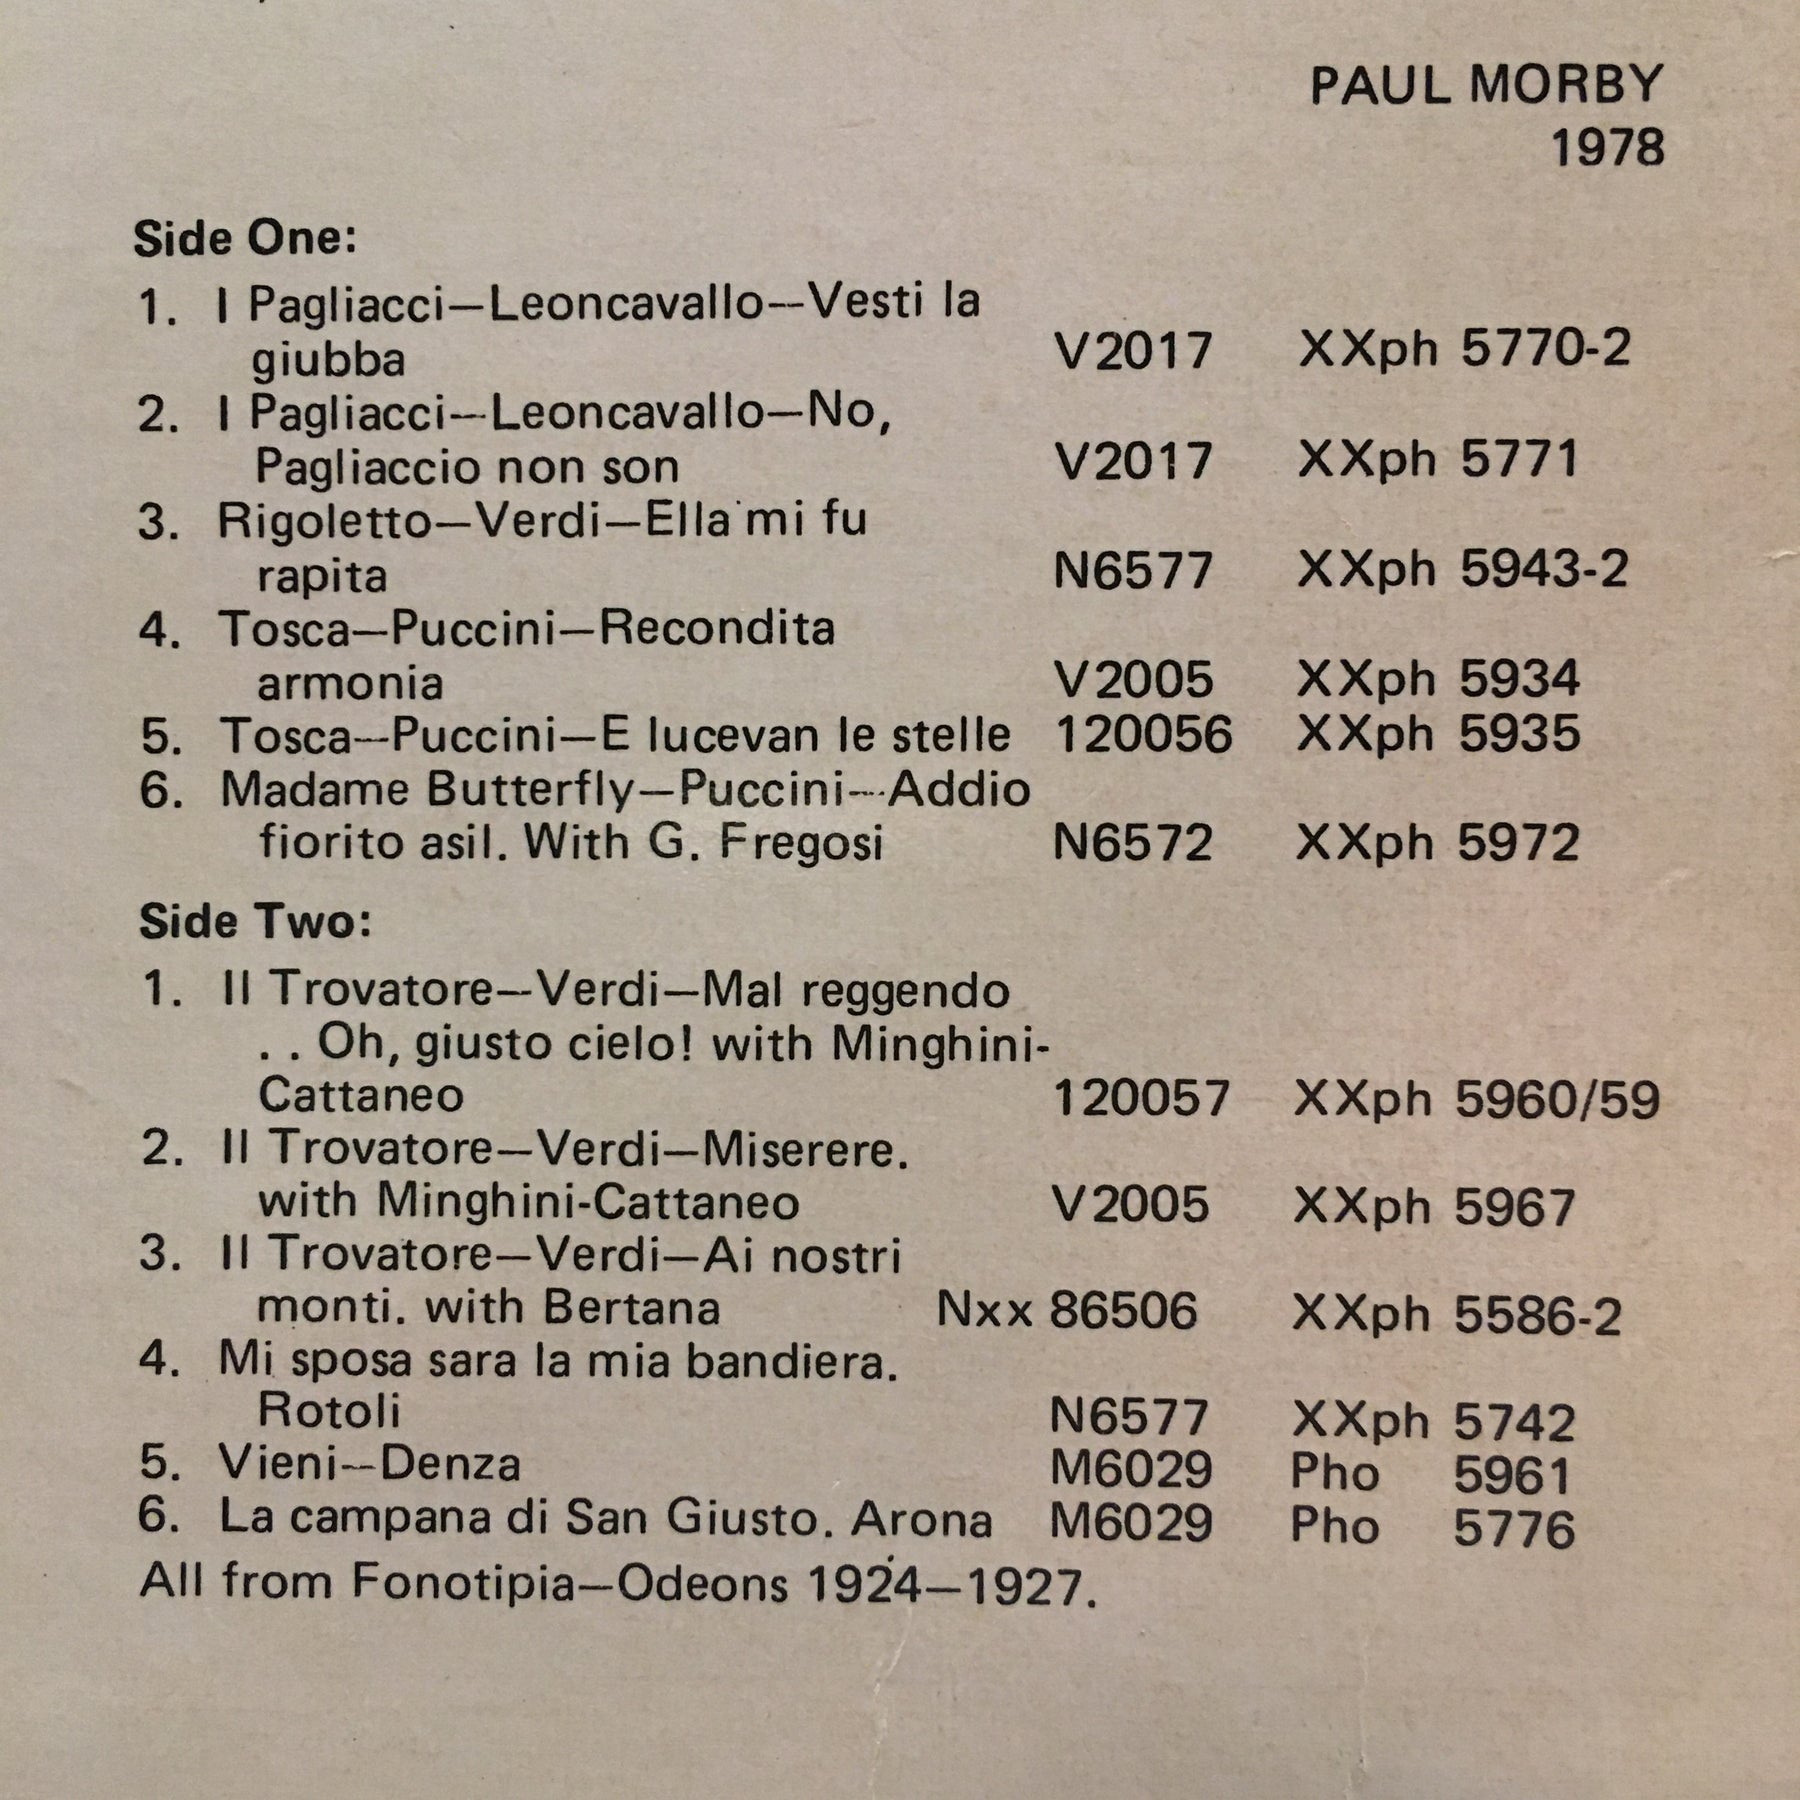 PAUL MORBY
1978
Side One:
1. I Pagliacci—Leoncavallo—Vesti la
giubba V2017 XXph 5770-2
2. I Pagliacci—Leoncavallo—No,
Pagliaccio non son V2017 XXph 5771
3. Rigoletto—Verdi—Ella mi fu
rapita N6577 XXph 5943-2
4. Tosca—Puccini—Recondita
armonia V2005 XXph 5934
5. Tosca—Puccini—E lucevan le stelle 120056 XXph 5935
6. Madame Butterfly—Puccini—Addio
fiorito asil. With G. Fregosi N6572 XXph 5972
Side Two:
1. Il Trovatore—Verdi—Mal reggendo
. . Oh, giusto cielo! with Minghini-
Cattaneo 120057 XXph 5960/59
2. Il Trovatore—Verdi—Miserere.
with Minghini-Cattaneo V2005 XXph 5967
3. Il Trovatore—Verdi—Ai nostri
monti. with Bertana Nxx 86506 XXph 5586-2
4. Mi sposa sara la mia bandiera.
Rotoli N6577 XXph 5742
5. Vieni—Denza M6029 Pho 5961
6. La campana di San Giusto. Arona M6029 Pho 5776
All from Fonotipia—Odeons 1924—1927.